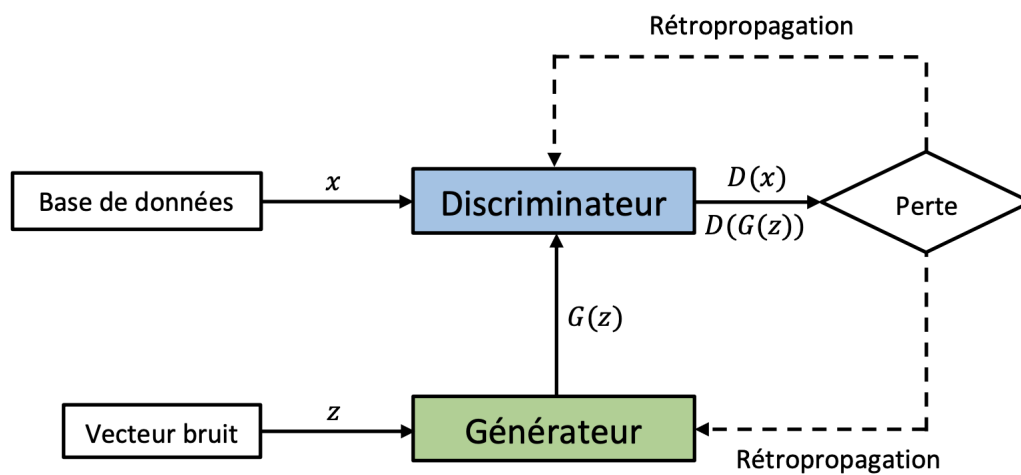 Rétropropagation
Base de données
x
Discriminateur
D(x)
D(G(z))
Perte
G(z)
Vecteur bruit
z
Générateur
Rétropropagation